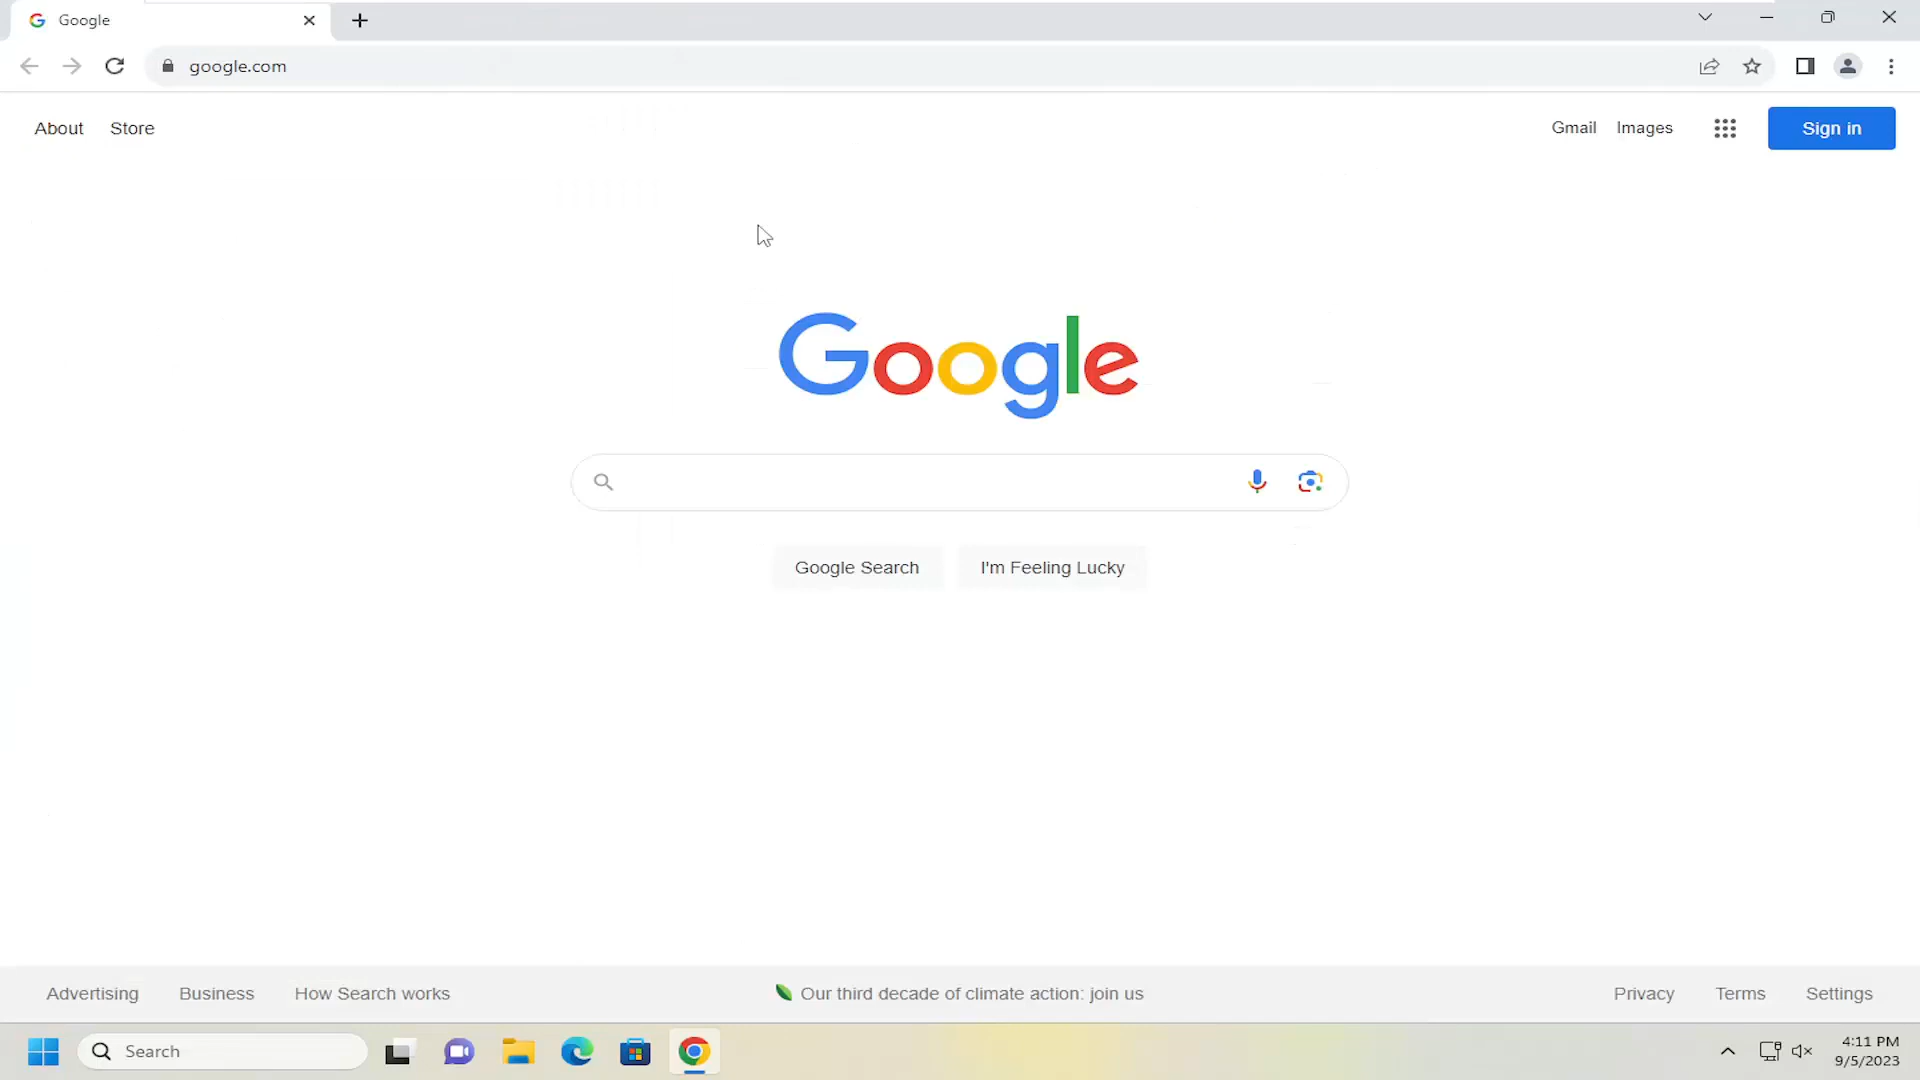 Google
google.com
About Store
Gmail Images Sign in
Google
Google Search I'm Feeling Lucky
Advertising Business How Search works
Our third decade of climate action: join us
Privacy Terms Settings
Search
4:11 PM
9/5/2023